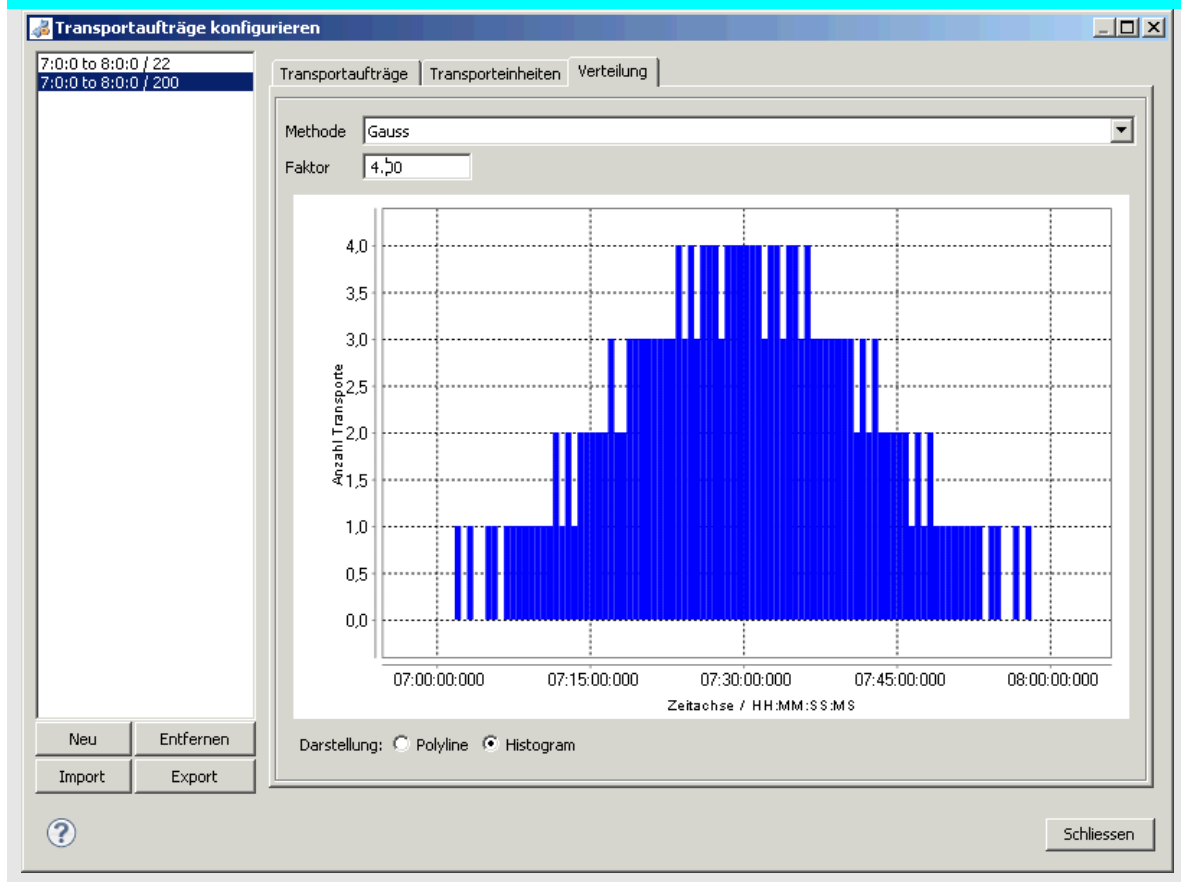 Transportaufträge konfigurieren
7:0:0 to 8:0:0 / 22
7:0:0 to 8:0:0 / 200
Transportaufträge Transporteinheiten Verteilung
Methode Gauss
Faktor 4.00
4,0
3,5
3,0
2,5
2,0
1,5
1,0
0,5
0,0
Anzahl Transporte
07:00:00:000 07:15:00:000 07:30:00:000 07:45:00:000 08:00:00:000
Zeitachse / HH:MM:SS:MS
Darstellung: Polyline Histogram
Neu Entfernen
Import Export
?
Schliessen